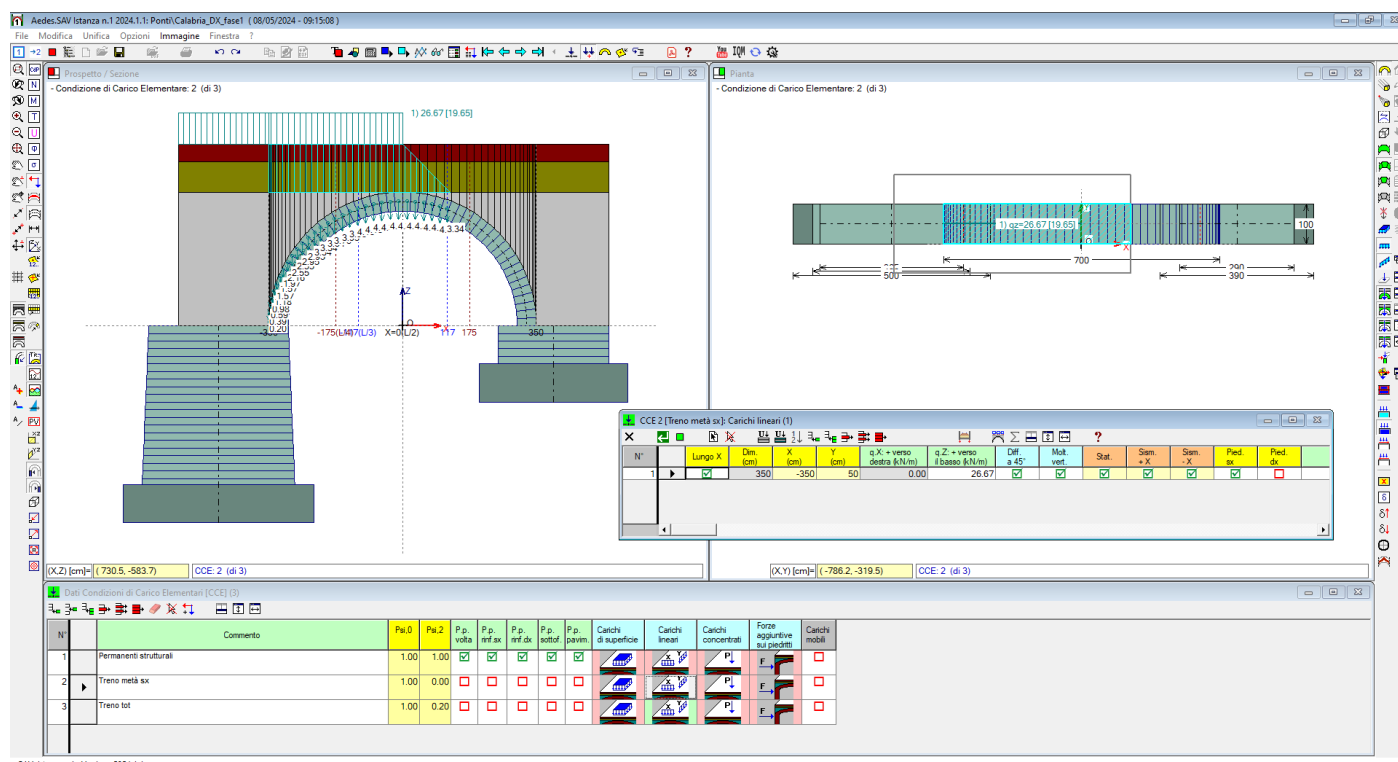 Aedes.SAV Istanza n.1 2024.1.1: Ponti\Calabria_DX_fase1 ( 08/05/2024 - 09:15:08 )
File Modifica Unifica Opzioni Immagine Finestra ?
Prospetto / Sezione
- Condizione di Carico Elementare: 2 (di 3)
1) 26.67 [19.65]
Z
O
X=0(L/2)
117 175
350
(X,Z) [cm]= ( 730.5, -583.7) CCE: 2 (di 3)
Pianta
- Condizione di Carico Elementare: 2 (di 3)
1) qz=26.67 [19.65]
Y
O
X
100
700
500
290
390
(X,Y) [cm]= ( -786.2, -319.5) CCE: 2 (di 3)
CCE 2 [Treno metà sx]: Carichi lineari (1)
N° Lungo X Dim. (cm) X (cm) Y (cm) q.X: + verso destra (kN/m) q.Z: + verso il basso (kN/m) Diff. a 45° Molt. vert. Stat. Sism. + X Sism. - X Pied. sx Pied. dx
1 350 -350 50 0.00 26.67
Dati Condizioni di Carico Elementari [CCE] (3)
N° Commento Psi,0 Psi,2 P.p. volta P.p. rinf.sx P.p. rinf.dx P.p. sottof. P.p. pavim. Carichi di superficie Carichi lineari Carichi concentrati Forze aggiuntive sui piedritti Carichi mobili
1 Permanenti strutturali 1.00 1.00
2 Treno metà sx 1.00 0.00
3 Treno tot 1.00 0.20